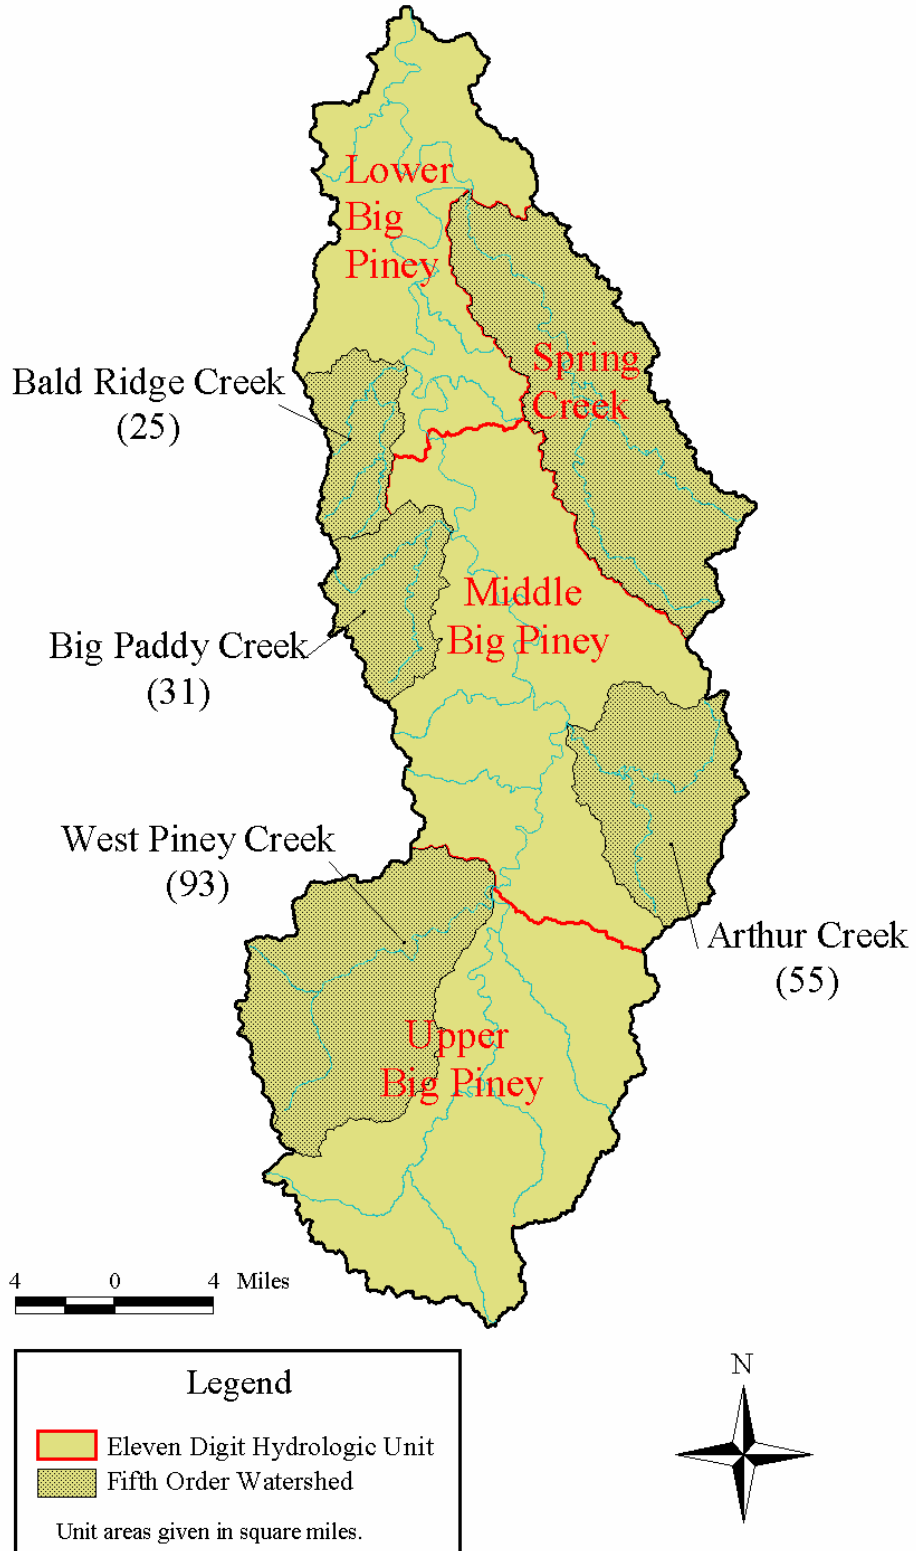 Lower
Big
Piney
Spring
Creek
Bald Ridge Creek
(25)
Middle
Big Piney
Big Paddy Creek
(31)
West Piney Creek
(93)
Arthur Creek
(55)
Upper
Big Piney
4 0 4 Miles
N
Legend
Eleven Digit Hydrologic Unit
Fifth Order Watershed
Unit areas given in square miles.